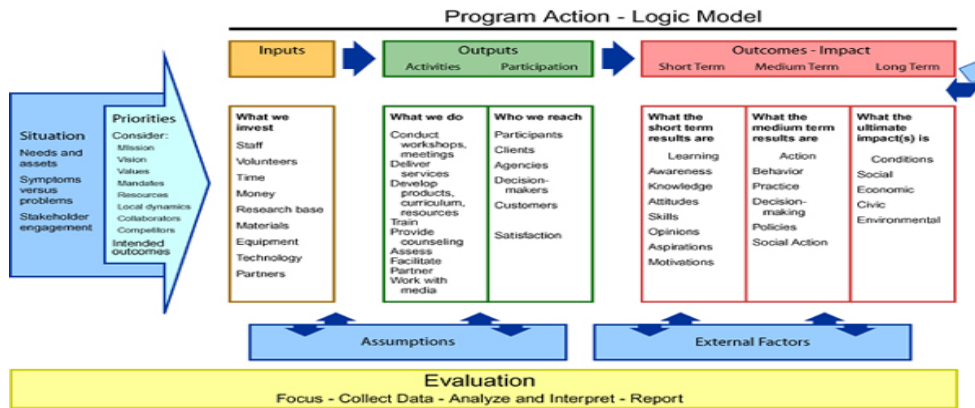 Program Action - Logic Model
Inputs
Outputs
Activities
Participation
Outcomes - Impact
Short Term
Medium Term
Long Term
Situation
Needs and
assets
Symptoms
versus
problems
Stakeholder
engagement
Priorities
Consider:
Mission
Vision
Values
Mandates
Resources
Local dynamics
Collaborators
Competitors
Intended
outcomes
What we
invest
Staff
Volunteers
Time
Money
Research base
Materials
Equipment
Technology
Partners
What we do
Conduct
workshops,
meetings
Deliver
services
Develop
products,
curriculum,
resources
Train
Provide
counseling
Assess
Facilitate
Partner
Work with
media
Who we reach
Participants
Clients
Agencies
Decision-
makers
Customers
Satisfaction
What the
short term
results are
Learning
Awareness
Knowledge
Attitudes
Skills
Opinions
Aspirations
Motivations
What the
medium term
results are
Action
Behavior
Practice
Decision-
making
Policies
Social Action
What the
ultimate
impact(s) is
Conditions
Social
Economic
Civic
Environmental
Assumptions
External Factors
Evaluation
Focus - Collect Data - Analyze and Interpret - Report